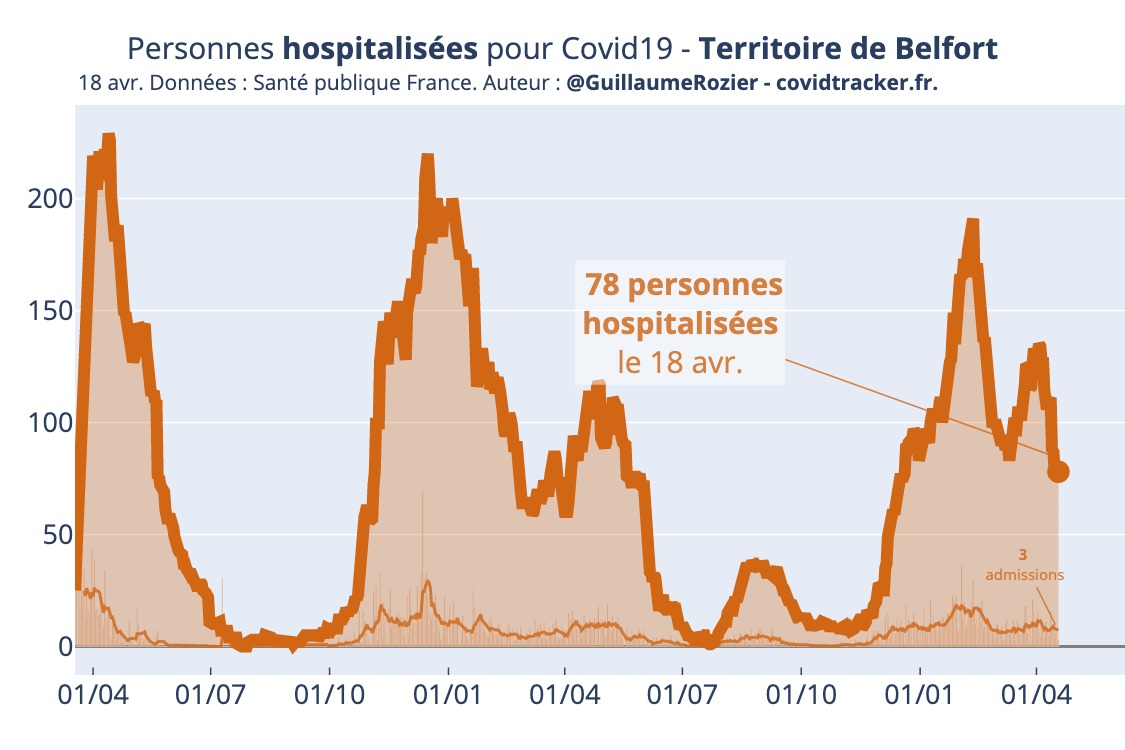 Personnes hospitalisées pour Covid19 - Territoire de Belfort
18 avr. Données : Santé publique France. Auteur : @GuillaumeRozier - covidtracker.fr.
200
78 personnes
hospitalisées
le 18 avr.
150
100
50
3
admissions
0
01/04 01/07 01/10 01/01 01/04 01/07 01/10 01/01 01/04